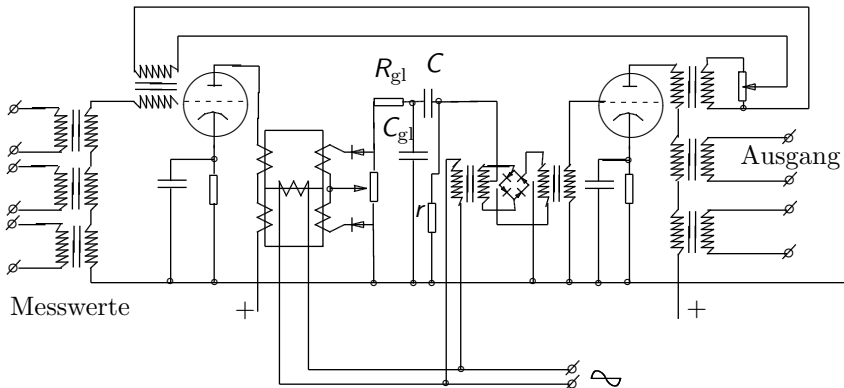 R_gl
C
C_gl
Ausgang
r
Messwerte
+
+